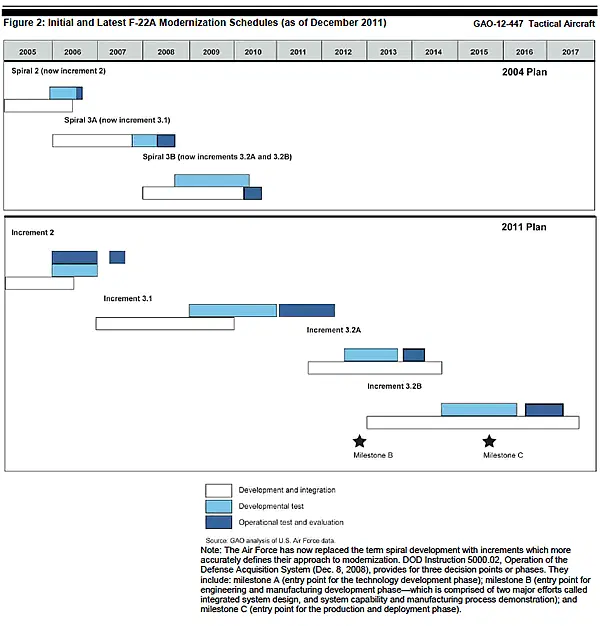 Figure 2: Initial and Latest F-22A Modernization Schedules (as of December 2011) GAO-12-447 Tactical Aircraft
2005 2006 2007 2008 2009 2010 2011 2012 2013 2014 2015 2016 2017
Spiral 2 (now increment 2) 2004 Plan
Spiral 3A (now increment 3.1)
Spiral 3B (now increments 3.2A and 3.2B)
2011 Plan
Increment 2
Increment 3.1
Increment 3.2A
Increment 3.2B
Milestone B Milestone C
Development and integration
Developmental test
Operational test and evaluation
Source: GAO analysis of U.S. Air Force data.
Note: The Air Force has now replaced the term spiral development with increments which more
accurately defines their approach to modernization. DOD Instruction 5000.02, Operation of the
Defense Acquisition System (Dec. 8, 2008), provides for three decision points or phases. They
include: milestone A (entry point for the technology development phase); milestone B (entry point for
engineering and manufacturing development phase—which is comprised of two major efforts called
integrated system design, and system capability and manufacturing process demonstration); and
milestone C (entry point for the production and deployment phase).